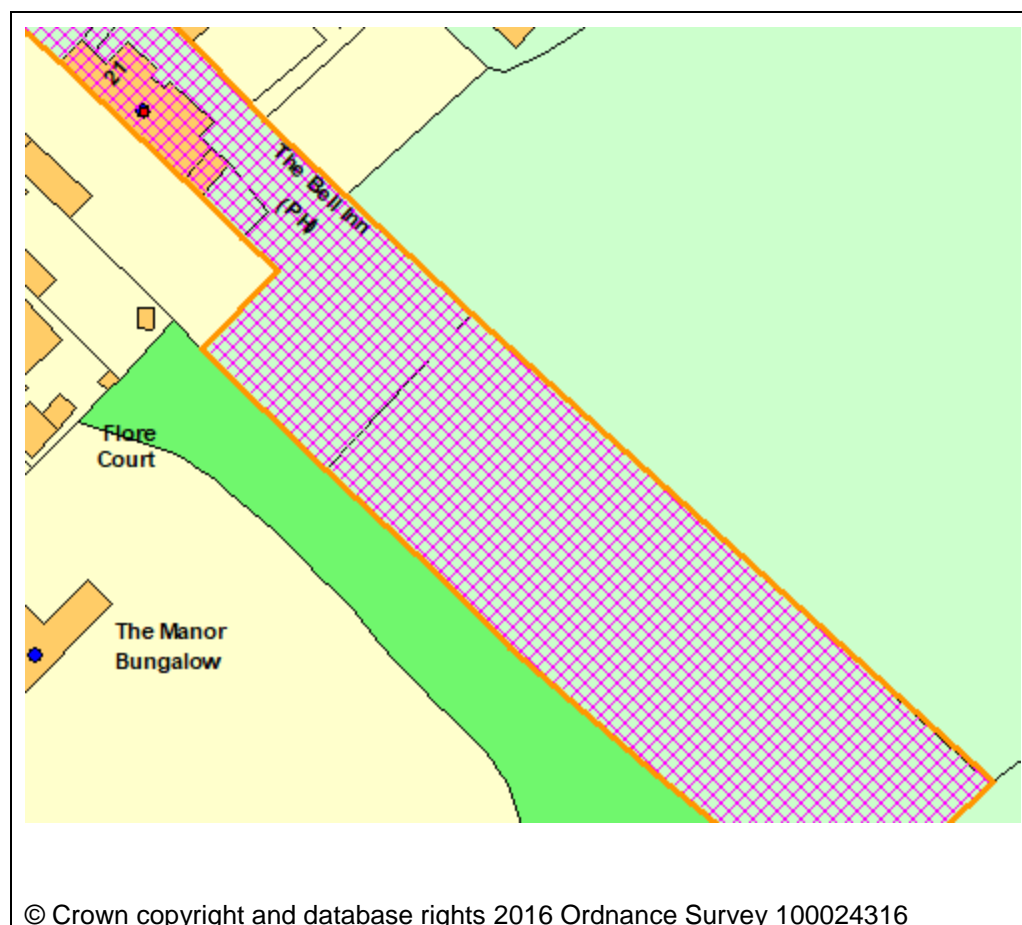 21
The Bell Inn
(PH)
Flore
Court
The Manor
Bungalow
© Crown copyright and database rights 2016 Ordnance Survey 100024316